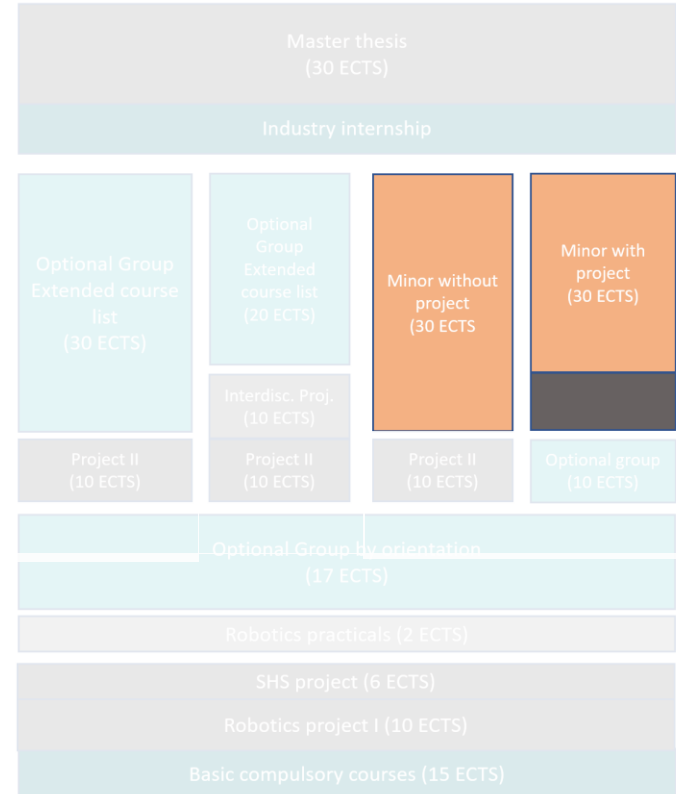 Master thesis
(30 ECTS)
Industry internship
Optional Group
Extended course
list
(30 ECTS)
Optional
Group
Extended
course list
(20 ECTS)
Interdisc. Proj.
(10 ECTS)
Minor without
project
(30 ECTS
Minor with
project
(30 ECTS)
Project II
(10 ECTS)
Project II
(10 ECTS)
Project II
(10 ECTS)
Optional group
(10 ECTS)
Optional Group by orientation
(17 ECTS)
Robotics practicals (2 ECTS)
SHS project (6 ECTS)
Robotics project I (10 ECTS)
Basic compulsory courses (15 ECTS)